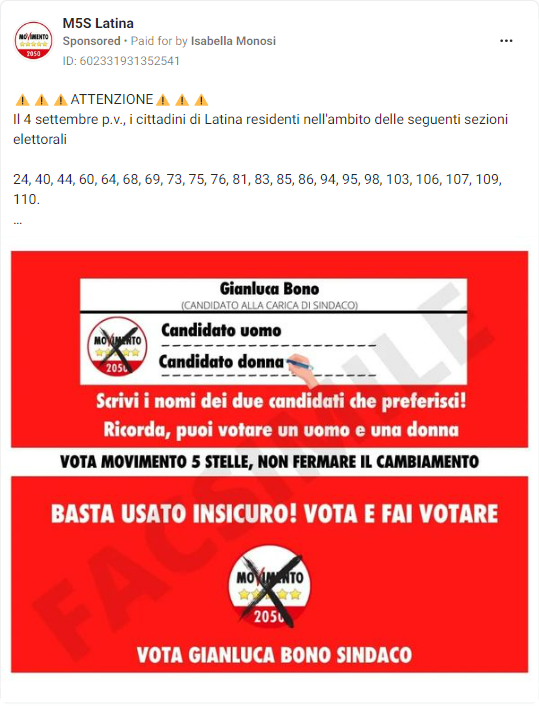 M5S Latina
Sponsored • Paid for by Isabella Monosi
ID: 602331931352541
⚠⚠⚠ATTENZIONE⚠⚠⚠
Il 4 settembre p.v., i cittadini di Latina residenti nell'ambito delle seguenti sezioni
elettorali
24, 40, 44, 60, 64, 68, 69, 73, 75, 76, 81, 83, 85, 86, 94, 95, 98, 103, 106, 107, 109,
110.
...
Gianluca Bono
(CANDIDATO ALLA CARICA DI SINDACO)
MOVIMENTO
2050
Candidato uomo
Candidato donna
Scrivi i nomi dei due candidati che preferisci!
Ricorda, puoi votare un uomo e una donna
VOTA MOVIMENTO 5 STELLE, NON FERMARE IL CAMBIAMENTO
BASTA USATO INSICURO! VOTA E FAI VOTARE
MOVIMENTO
2050
VOTA GIANLUCA BONO SINDACO
FACSIMILE
MOVIMENTO
2050